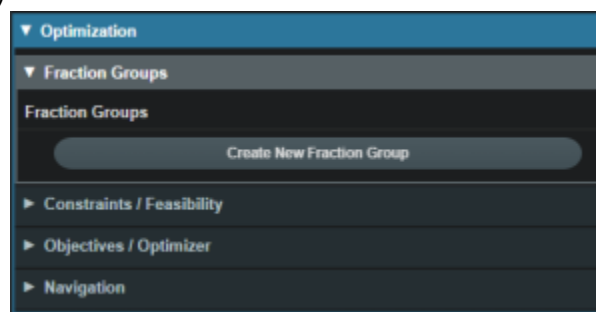 Optimization
Fraction Groups
Fraction Groups
Create New Fraction Group
Constraints / Feasibility
Objectives / Optimizer
Navigation